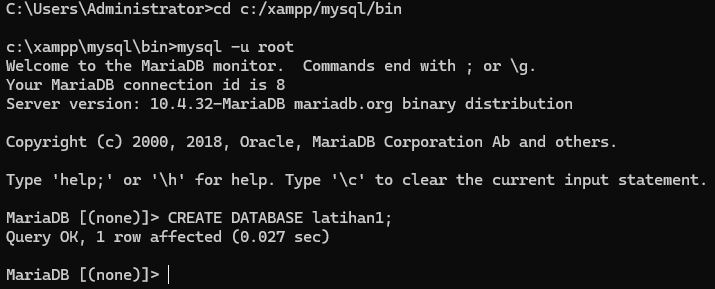 C:\Users\Administrator>cd c:/xampp/mysql/bin
c:\xampp\mysql\bin>mysql -u root
Welcome to the MariaDB monitor.  Commands end with ; or \g.
Your MariaDB connection id is 8
Server version: 10.4.32-MariaDB mariadb.org binary distribution
Copyright (c) 2000, 2018, Oracle, MariaDB Corporation Ab and others.
Type 'help;' or '\h' for help. Type '\c' to clear the current input statement.
MariaDB [(none)]> CREATE DATABASE latihan1;
Query OK, 1 row affected (0.027 sec)
MariaDB [(none)]>